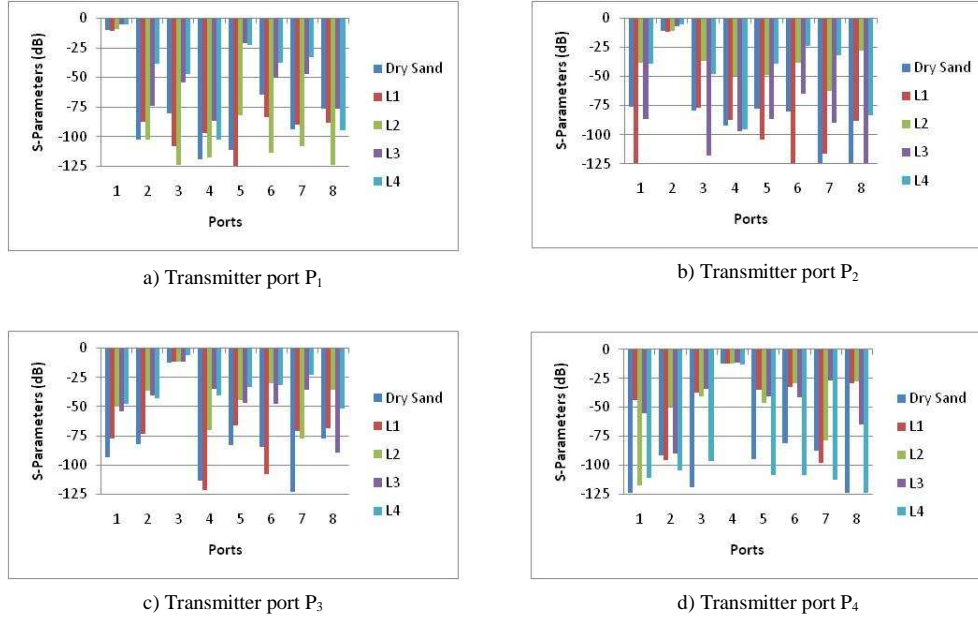 S-Parameters (dB)
0
-25
-50
-75
-100
-125
1 2 3 4 5 6 7 8
Ports
Dry Sand
L1
L2
L3
L4
a) Transmitter port P1
S-Parameters (dB)
0
-25
-50
-75
-100
-125
1 2 3 4 5 6 7 8
Ports
Dry Sand
L1
L2
L3
L4
b) Transmitter port P2
S-Parameters (dB)
0
-25
-50
-75
-100
-125
1 2 3 4 5 6 7 8
Ports
Dry Sand
L1
L2
L3
L4
c) Transmitter port P3
S-Parameters (dB)
0
-25
-50
-75
-100
-125
1 2 3 4 5 6 7 8
Ports
Dry Sand
L1
L2
L3
L4
d) Transmitter port P4